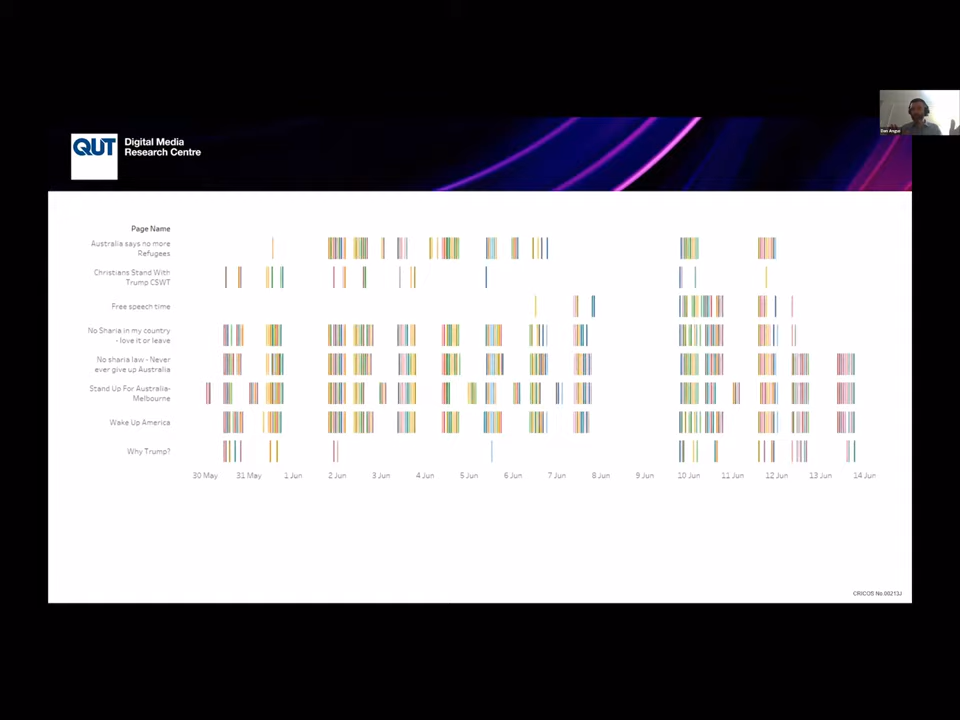 QUT
Digital Media
Research Centre
Dan Angus
Page Name
Australia says no more
Refugees
Christians Stand With
Trump CSWT
Free speech time
No Sharia in my country
- love it or leave
No sharia law - Never
ever give up Australia
Stand Up For Australia-
Melbourne
Wake Up America
Why Trump?
30 May 31 May 1 Jun 2 Jun 3 Jun 4 Jun 5 Jun 6 Jun 7 Jun 8 Jun 9 Jun 10 Jun 11 Jun 12 Jun 13 Jun 14 Jun
CRICOS No.00213J